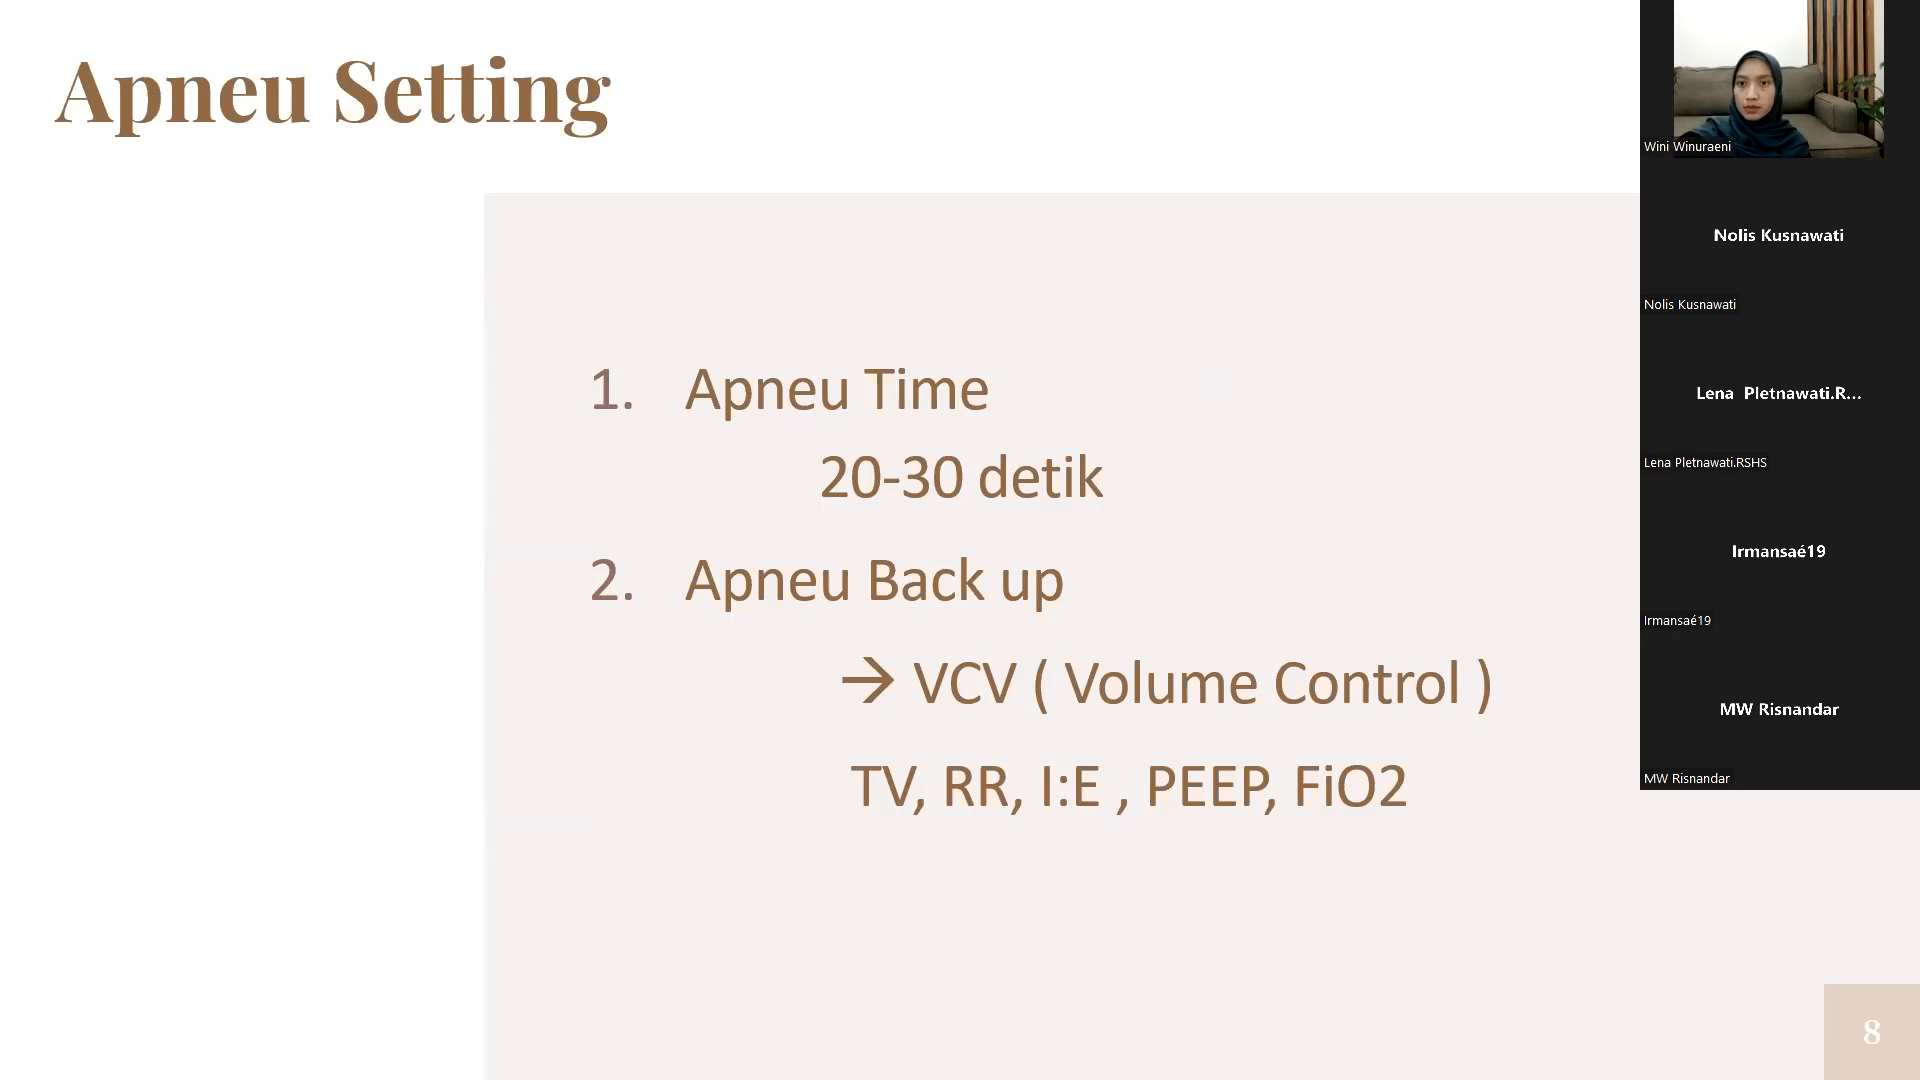 Apneu Setting
1. Apneu Time
20-30 detik
2. Apneu Back up
→ VCV ( Volume Control )
TV, RR, I:E , PEEP, FiO2
8
Wini Winuraeni
Nolis Kusnawati
Nolis Kusnawati
Lena Pletnawati.R...
Lena Pletnawati.RSHS
Irmansaé19
Irmansaé19
MW Risnandar
MW Risnandar